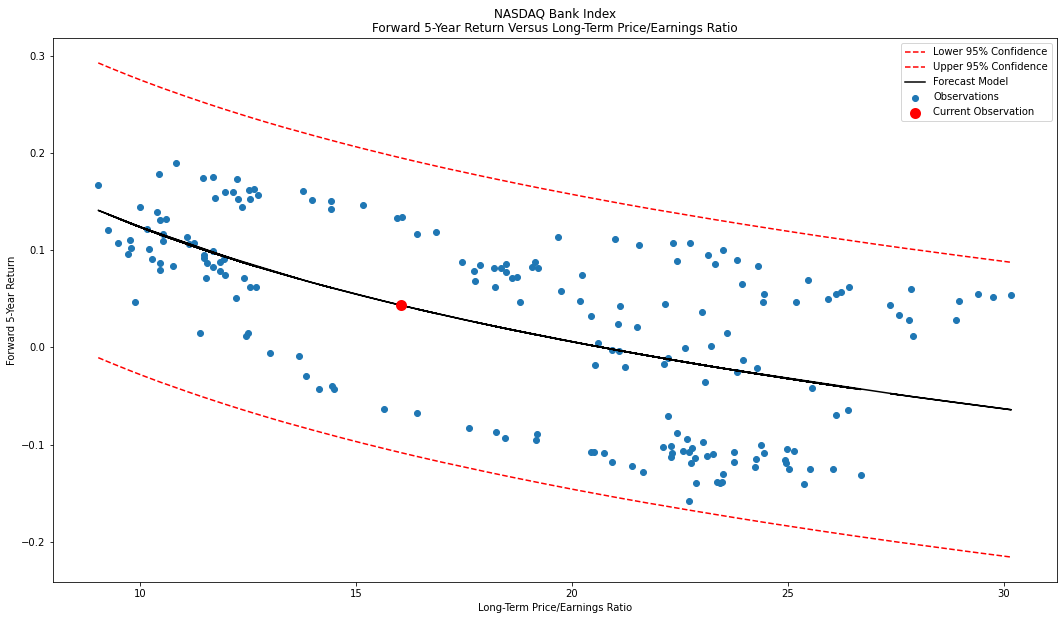 NASDAQ Bank Index
Forward 5-Year Return Versus Long-Term Price/Earnings Ratio
Lower 95% Confidence
Upper 95% Confidence
Forecast Model
Observations
Current Observation
Forward 5-Year Return
0.3
0.2
0.1
0.0
−0.1
−0.2
10
15
20
25
30
Long-Term Price/Earnings Ratio